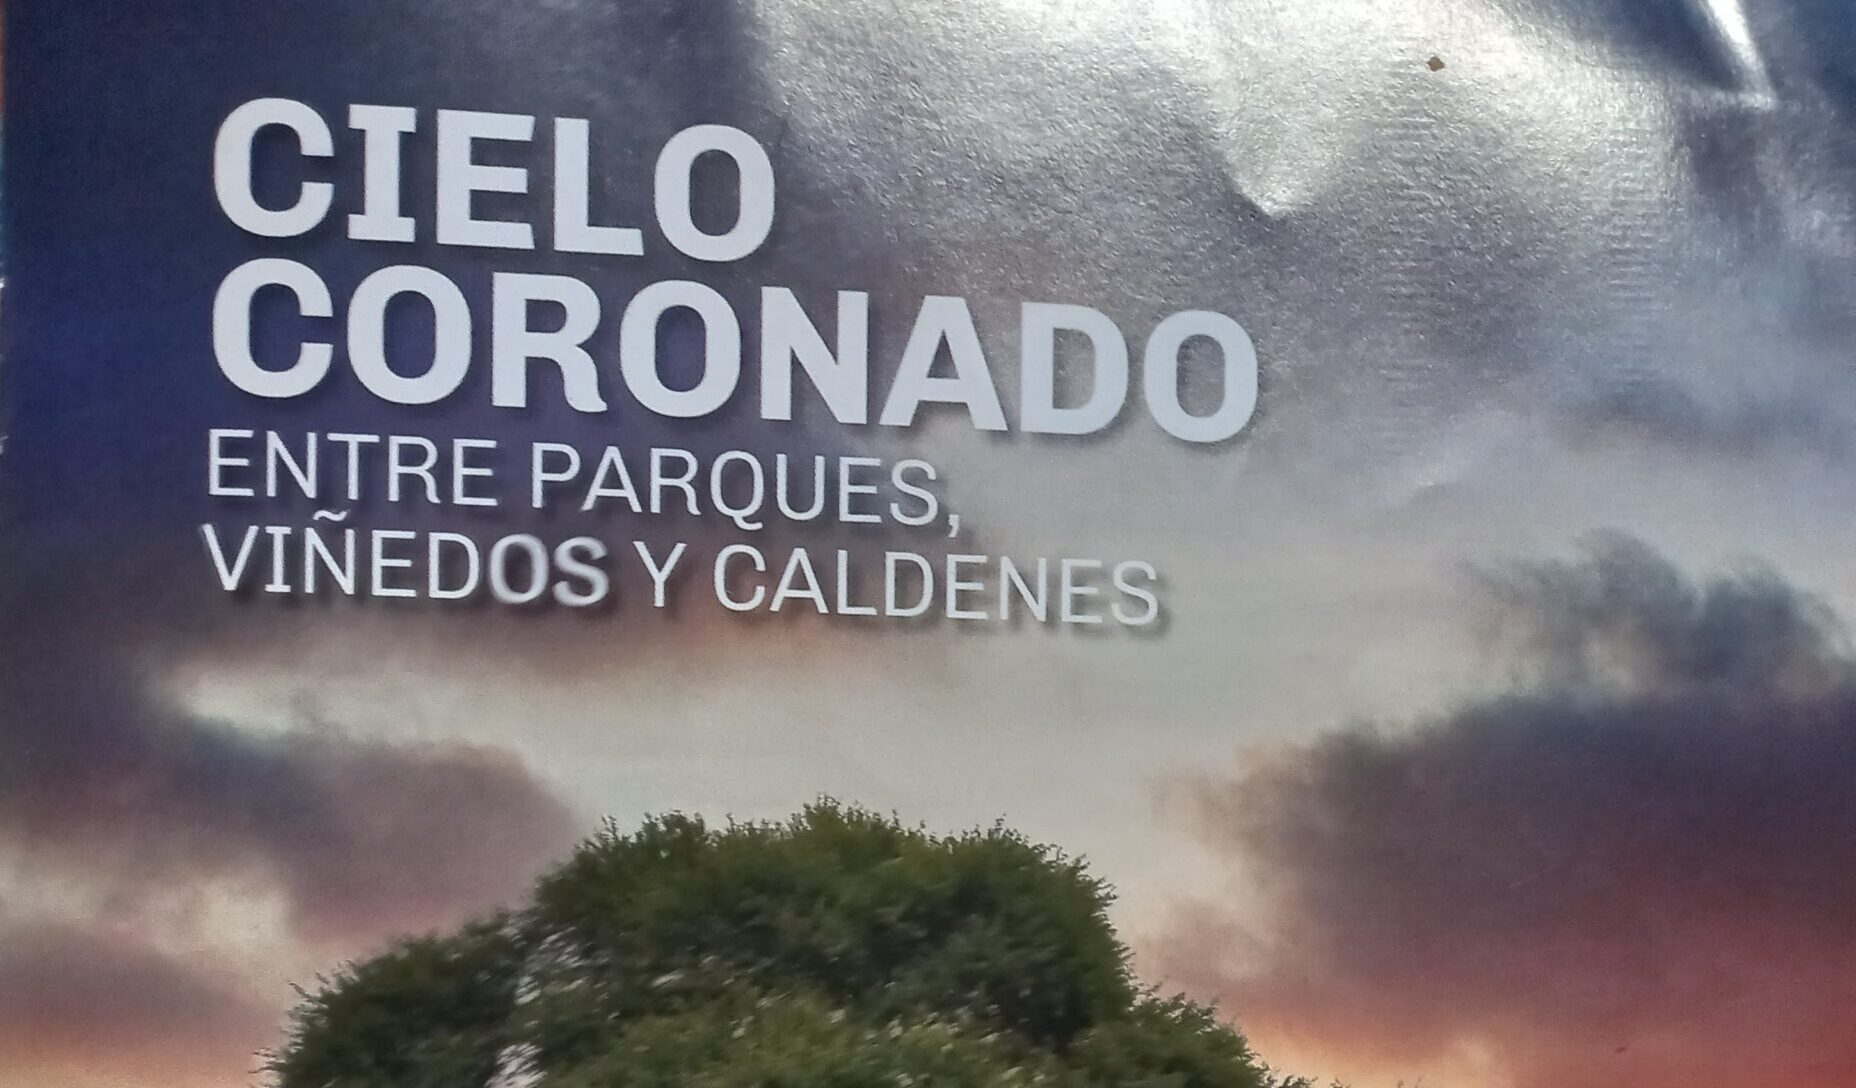 CIELO
CORONADO
ENTRE PARQUES,
VIÑEDOS Y CALDENES